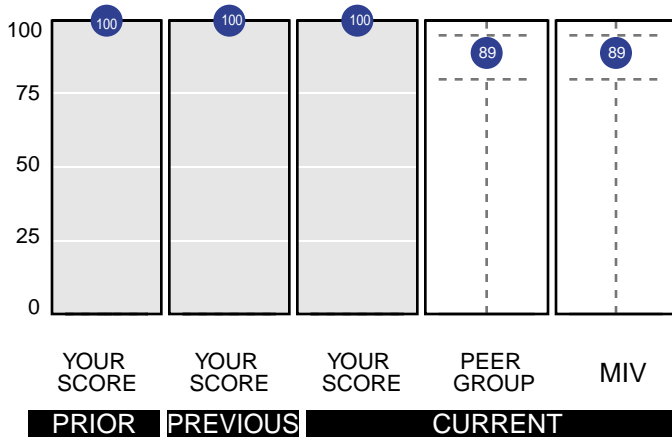 100
75
50
25
0
100
100
100
89
89
YOUR
SCORE
YOUR
SCORE
YOUR
SCORE
PEER
GROUP
MIV
PRIOR
PREVIOUS
CURRENT